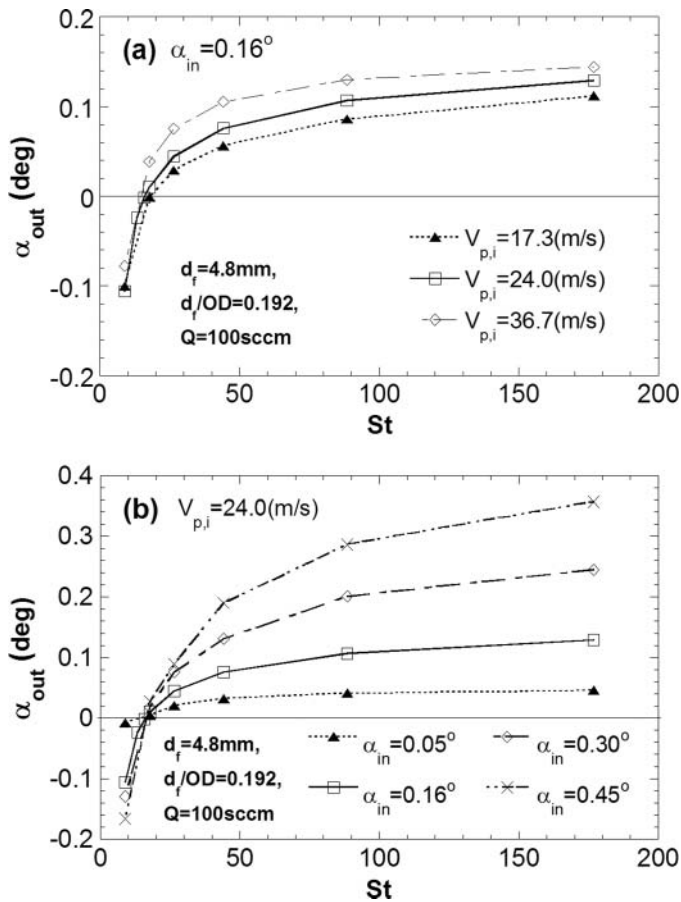 0.2
(a) α_in=0.16°
0.1
0
-0.1
-0.2
α_out (deg)
d_f=4.8mm,
d_f/OD=0.192,
Q=100sccm
V_p,i=17.3(m/s)
V_p,i=24.0(m/s)
V_p,i=36.7(m/s)
0 50 100 150 200
St
0.4
(b) V_p,i=24.0(m/s)
0.3
0.2
0.1
0
-0.1
-0.2
α_out (deg)
d_f=4.8mm,
d_f/OD=0.192,
Q=100sccm
α_in=0.05° α_in=0.30°
α_in=0.16° α_in=0.45°
0 50 100 150 200
St